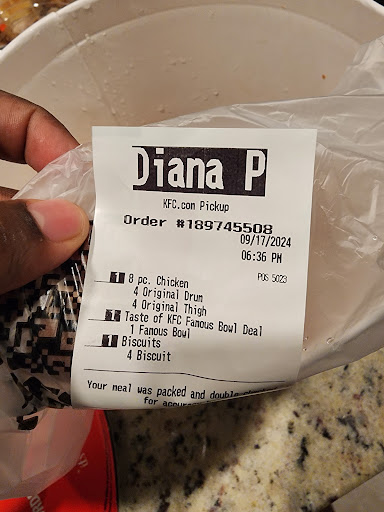 Diana P
KFC.com Pickup
Order #189745508
09/17/2024
06:36 PM
POS 5023
1 8 pc. Chicken
4 Original Drum
4 Original Thigh
1 Taste of KFC Famous Bowl Deal
1 Famous Bowl
1 Biscuits
4 Biscuit
Your meal was packed and double
for